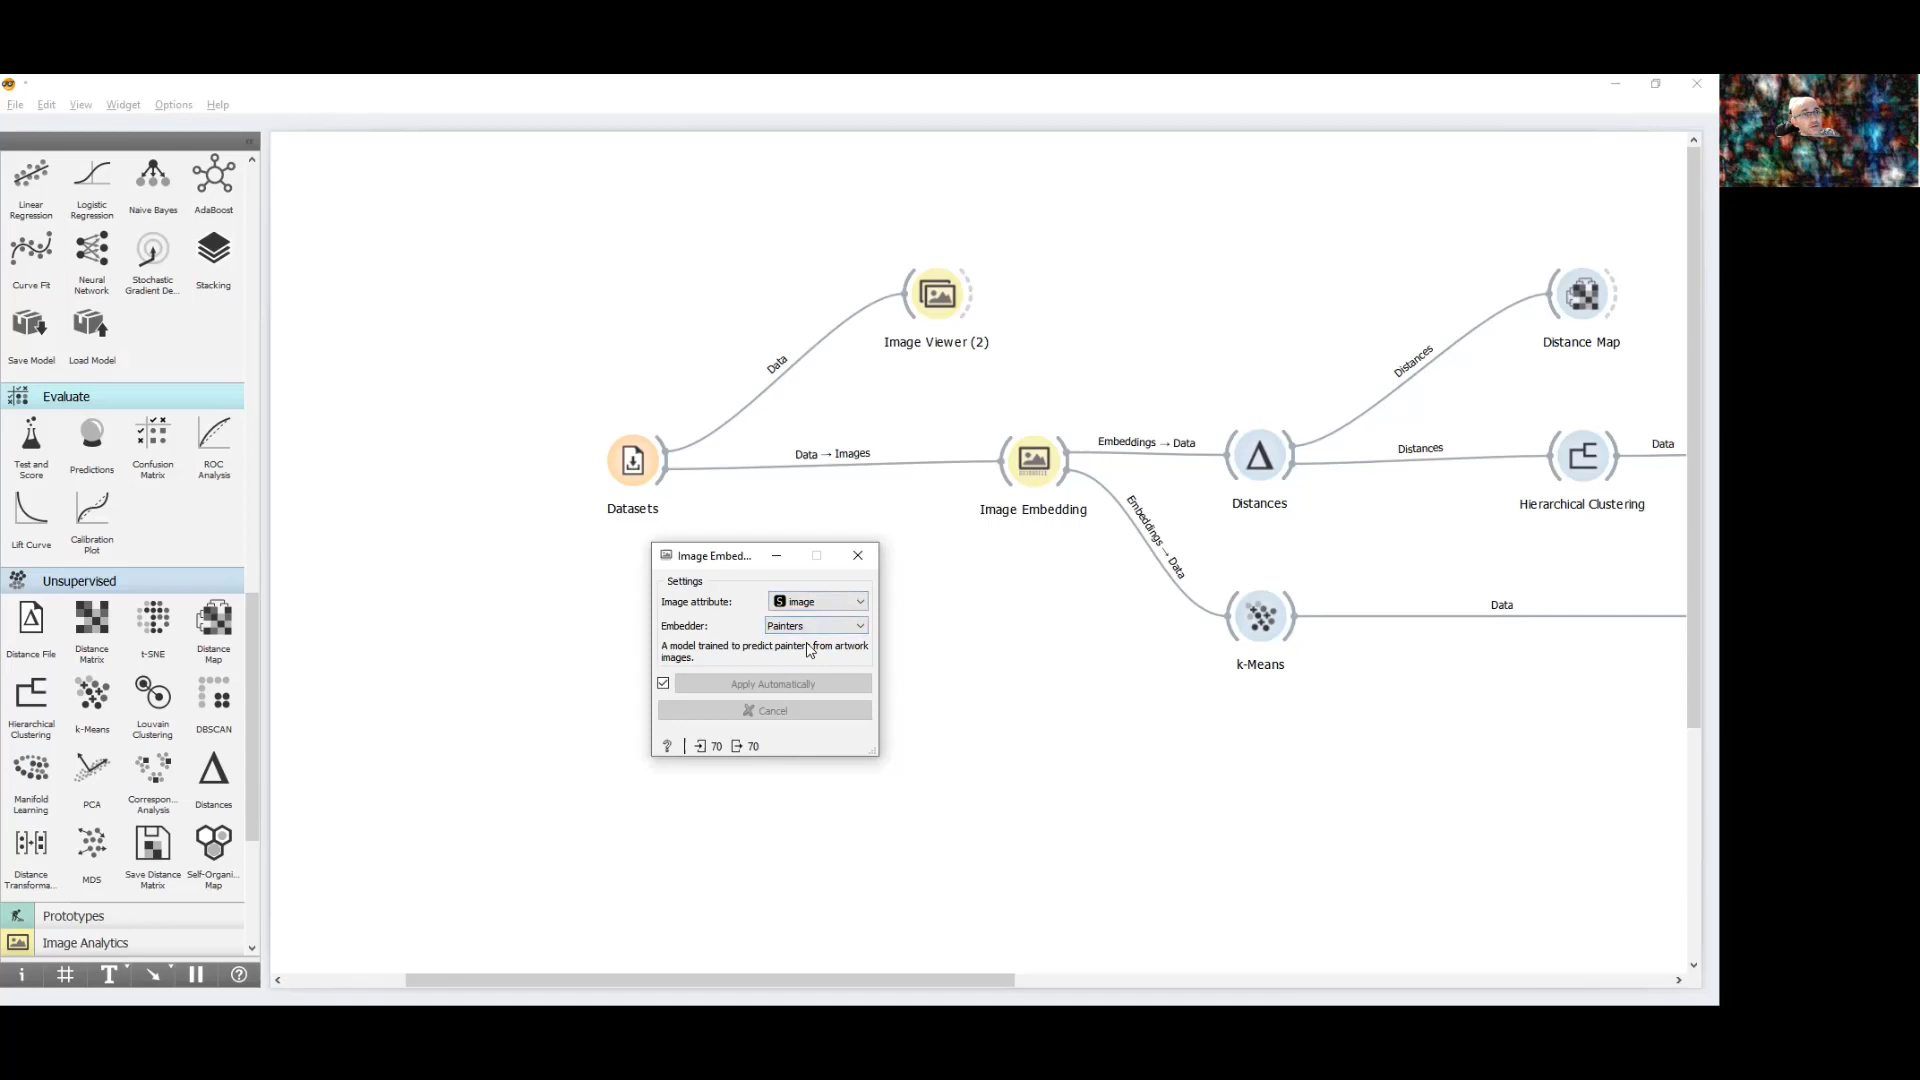 File Edit View Widget Options Help
Linear
Regression
Logistic
Regression
Naive Bayes
AdaBoost
Curve Fit
Neural
Network
Stochastic
Gradient De...
Stacking
Save Model
Load Model
Evaluate
Test and
Score
Predictions
Confusion
Matrix
ROC
Analysis
Lift Curve
Calibration
Plot
Unsupervised
Distance File
Distance
Matrix
t-SNE
Distance
Map
Hierarchical
Clustering
k-Means
Louvain
Clustering
DBSCAN
Manifold
Learning
PCA
Correspon...
Analysis
Distances
Distance
Transforma...
MDS
Save Distance
Matrix
Self-Organi...
Map
Prototypes
Image Analytics
Image Viewer (2)
Data
Datasets
Data → Images
Image Embedding
Embeddings → Data
Embeddings → Data
Distances
Distances
Distances
Distance Map
Hierarchical Clustering
Data
k-Means
Data
Image Embed...
Settings
Image attribute: S image
Embedder: Painters
A model trained to predict painters from artwork
images.
Apply Automatically
Cancel
? | 70 70